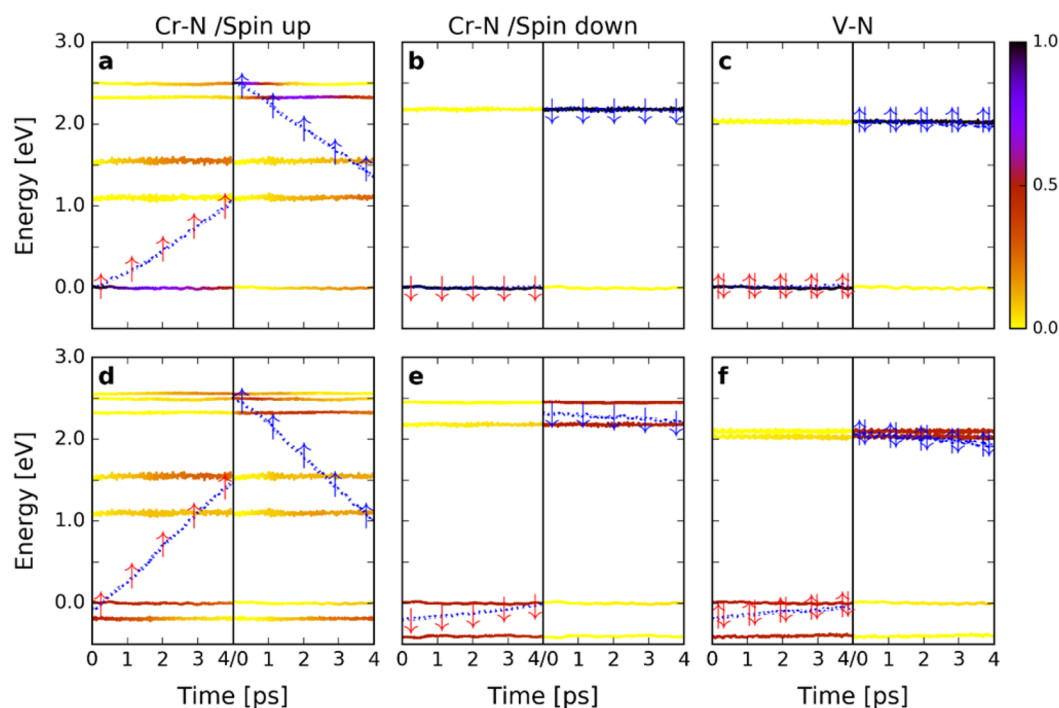 Cr-N /Spin up
Cr-N /Spin down
V-N
3.0
2.0
1.0
0.0
Energy [eV]
a
b
c
1.0
0.5
0.0
3.0
2.0
1.0
0.0
Energy [eV]
d
e
f
0 1 2 3 4/0 1 2 3 4
0 1 2 3 4/0 1 2 3 4
0 1 2 3 4/0 1 2 3 4
Time [ps]
Time [ps]
Time [ps]